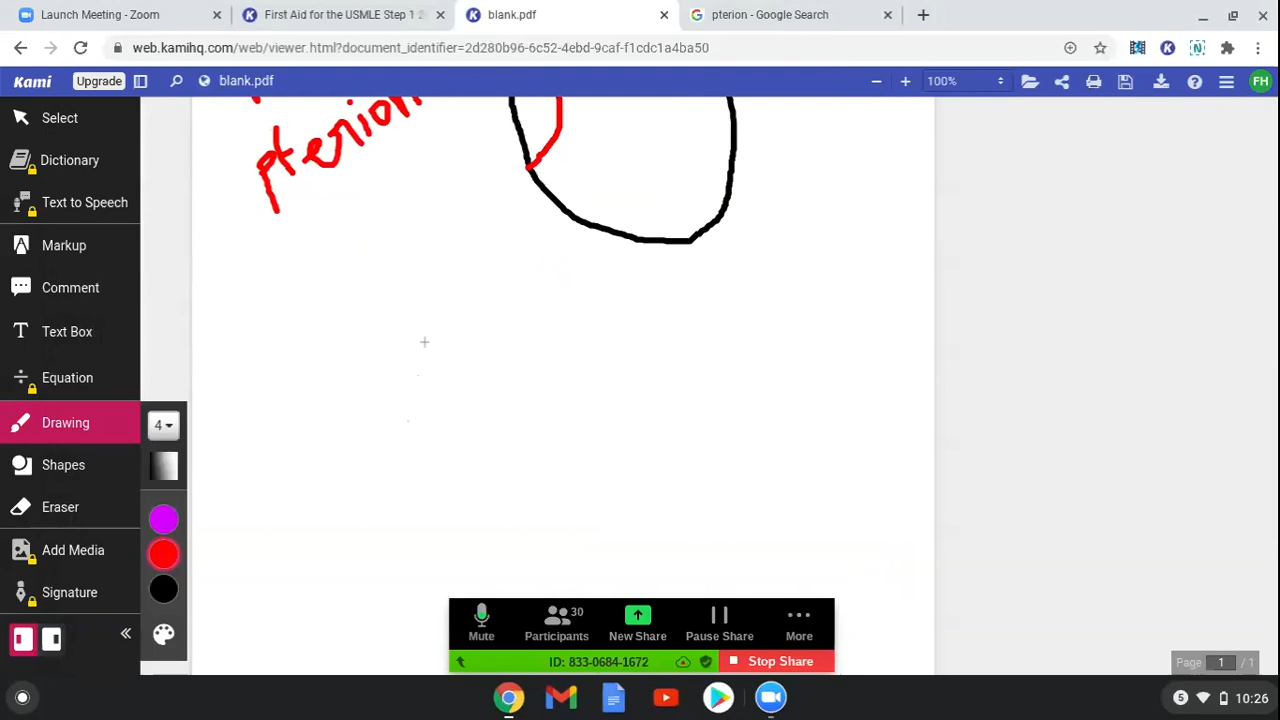 Launch Meeting - Zoom
First Aid for the USMLE Step 1 2
blank.pdf
pterion - Google Search
web.kamihq.com/web/viewer.html?document_identifier=2d280b96-6c52-4ebd-9caf-f1cdc1a4ba50
Kami Upgrade blank.pdf 100% FH
Select
Dictionary
Text to Speech
Markup
Comment
Text Box
Equation
Drawing
4
Shapes
Eraser
Add Media
Signature
pterion
30
Mute Participants New Share Pause Share More
ID: 833-0684-1672 Stop Share
Page 1 / 1
5 10:26